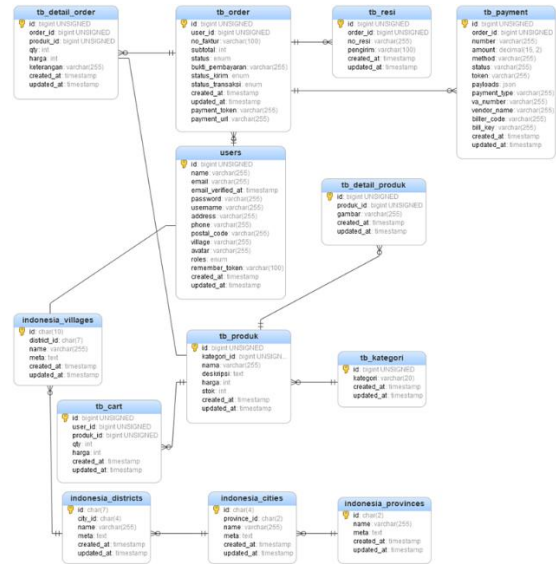 tb_detail_order
id: bigint UNSIGNED
order_id: bigint UNSIGNED
produk_id: bigint UNSIGNED
qty: int
harga: int
keterangan: varchar(255)
created_at: timestamp
updated_at: timestamp
tb_order
id: bigint UNSIGNED
user_id: bigint UNSIGNED
no_faktur: varchar(100)
subtotal: int
status: enum
bukti_pembayaran: varchar(255)
status_kirim: enum
status_transaksi: enum
created_at: timestamp
updated_at: timestamp
payment_token: varchar(255)
payment_url: varchar(255)
tb_resi
id: bigint UNSIGNED
order_id: bigint UNSIGNED
no_resi: varchar(255)
pengirim: varchar(100)
created_at: timestamp
updated_at: timestamp
tb_payment
id: bigint UNSIGNED
order_id: bigint UNSIGNED
number: varchar(255)
amount: decimal(15, 2)
method: varchar(255)
status: varchar(255)
token: varchar(255)
payloads: json
payment_type: varchar(255)
va_number: varchar(255)
vendor_name: varchar(255)
biller_code: varchar(255)
bill_key: varchar(255)
created_at: timestamp
updated_at: timestamp
users
id: bigint UNSIGNED
name: varchar(255)
email: varchar(255)
email_verified_at: timestamp
password: varchar(255)
username: varchar(255)
address: varchar(255)
phone: varchar(255)
postal_code: varchar(255)
village: varchar(255)
avatar: varchar(255)
roles: enum
remember_token: varchar(100)
created_at: timestamp
updated_at: timestamp
tb_detail_produk
id: bigint UNSIGNED
produk_id: bigint UNSIGNED
gambar: varchar(255)
created_at: timestamp
updated_at: timestamp
indonesia_villages
id: char(10)
district_id: char(7)
name: varchar(255)
meta: text
created_at: timestamp
updated_at: timestamp
tb_produk
id: bigint UNSIGNED
kategori_id: bigint UNSIGN...
nama: varchar(255)
deskripsi: text
harga: int
stok: int
created_at: timestamp
updated_at: timestamp
tb_kategori
id: bigint UNSIGNED
kategori: varchar(20)
created_at: timestamp
updated_at: timestamp
tb_cart
id: bigint UNSIGNED
user_id: bigint UNSIGNED
produk_id: bigint UNSIGNED
qty: int
harga: int
created_at: timestamp
updated_at: timestamp
indonesia_districts
id: char(7)
city_id: char(4)
name: varchar(255)
meta: text
created_at: timestamp
updated_at: timestamp
indonesia_cities
id: char(4)
province_id: char(2)
name: varchar(255)
meta: text
created_at: timestamp
updated_at: timestamp
indonesia_provinces
id: char(2)
name: varchar(255)
meta: text
created_at: timestamp
updated_at: timestamp